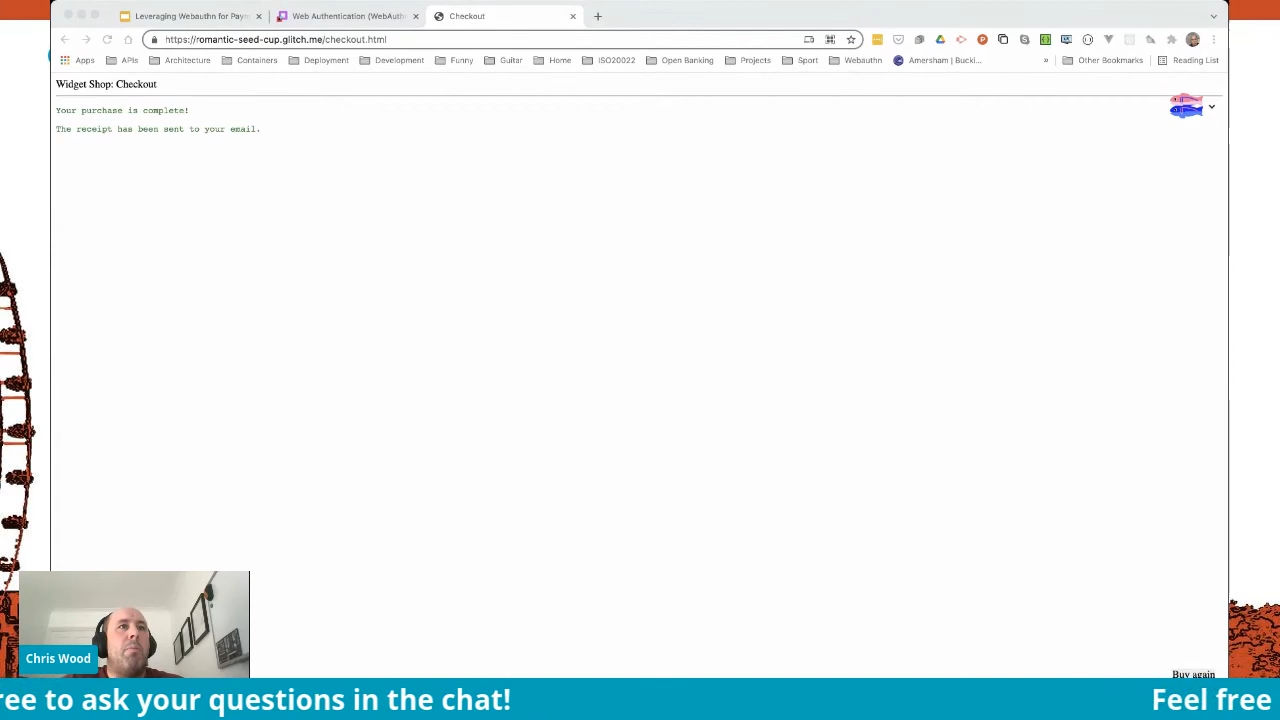 Leveraging Webauthn for Paym
Web Authentication (WebAuth
Checkout
https://romantic-seed-cup.glitch.me/checkout.html
Apps
APIs
Architecture
Containers
Deployment
Development
Funny
Guitar
Home
ISO20022
Open Banking
Projects
Sport
Webauthn
Amersham | Bucki...
»
Other Bookmarks
Reading List
Widget Shop: Checkout
Your purchase is complete!
The receipt has been sent to your email.
Buy again
Chris Wood
ree to ask your questions in the chat!
Feel free